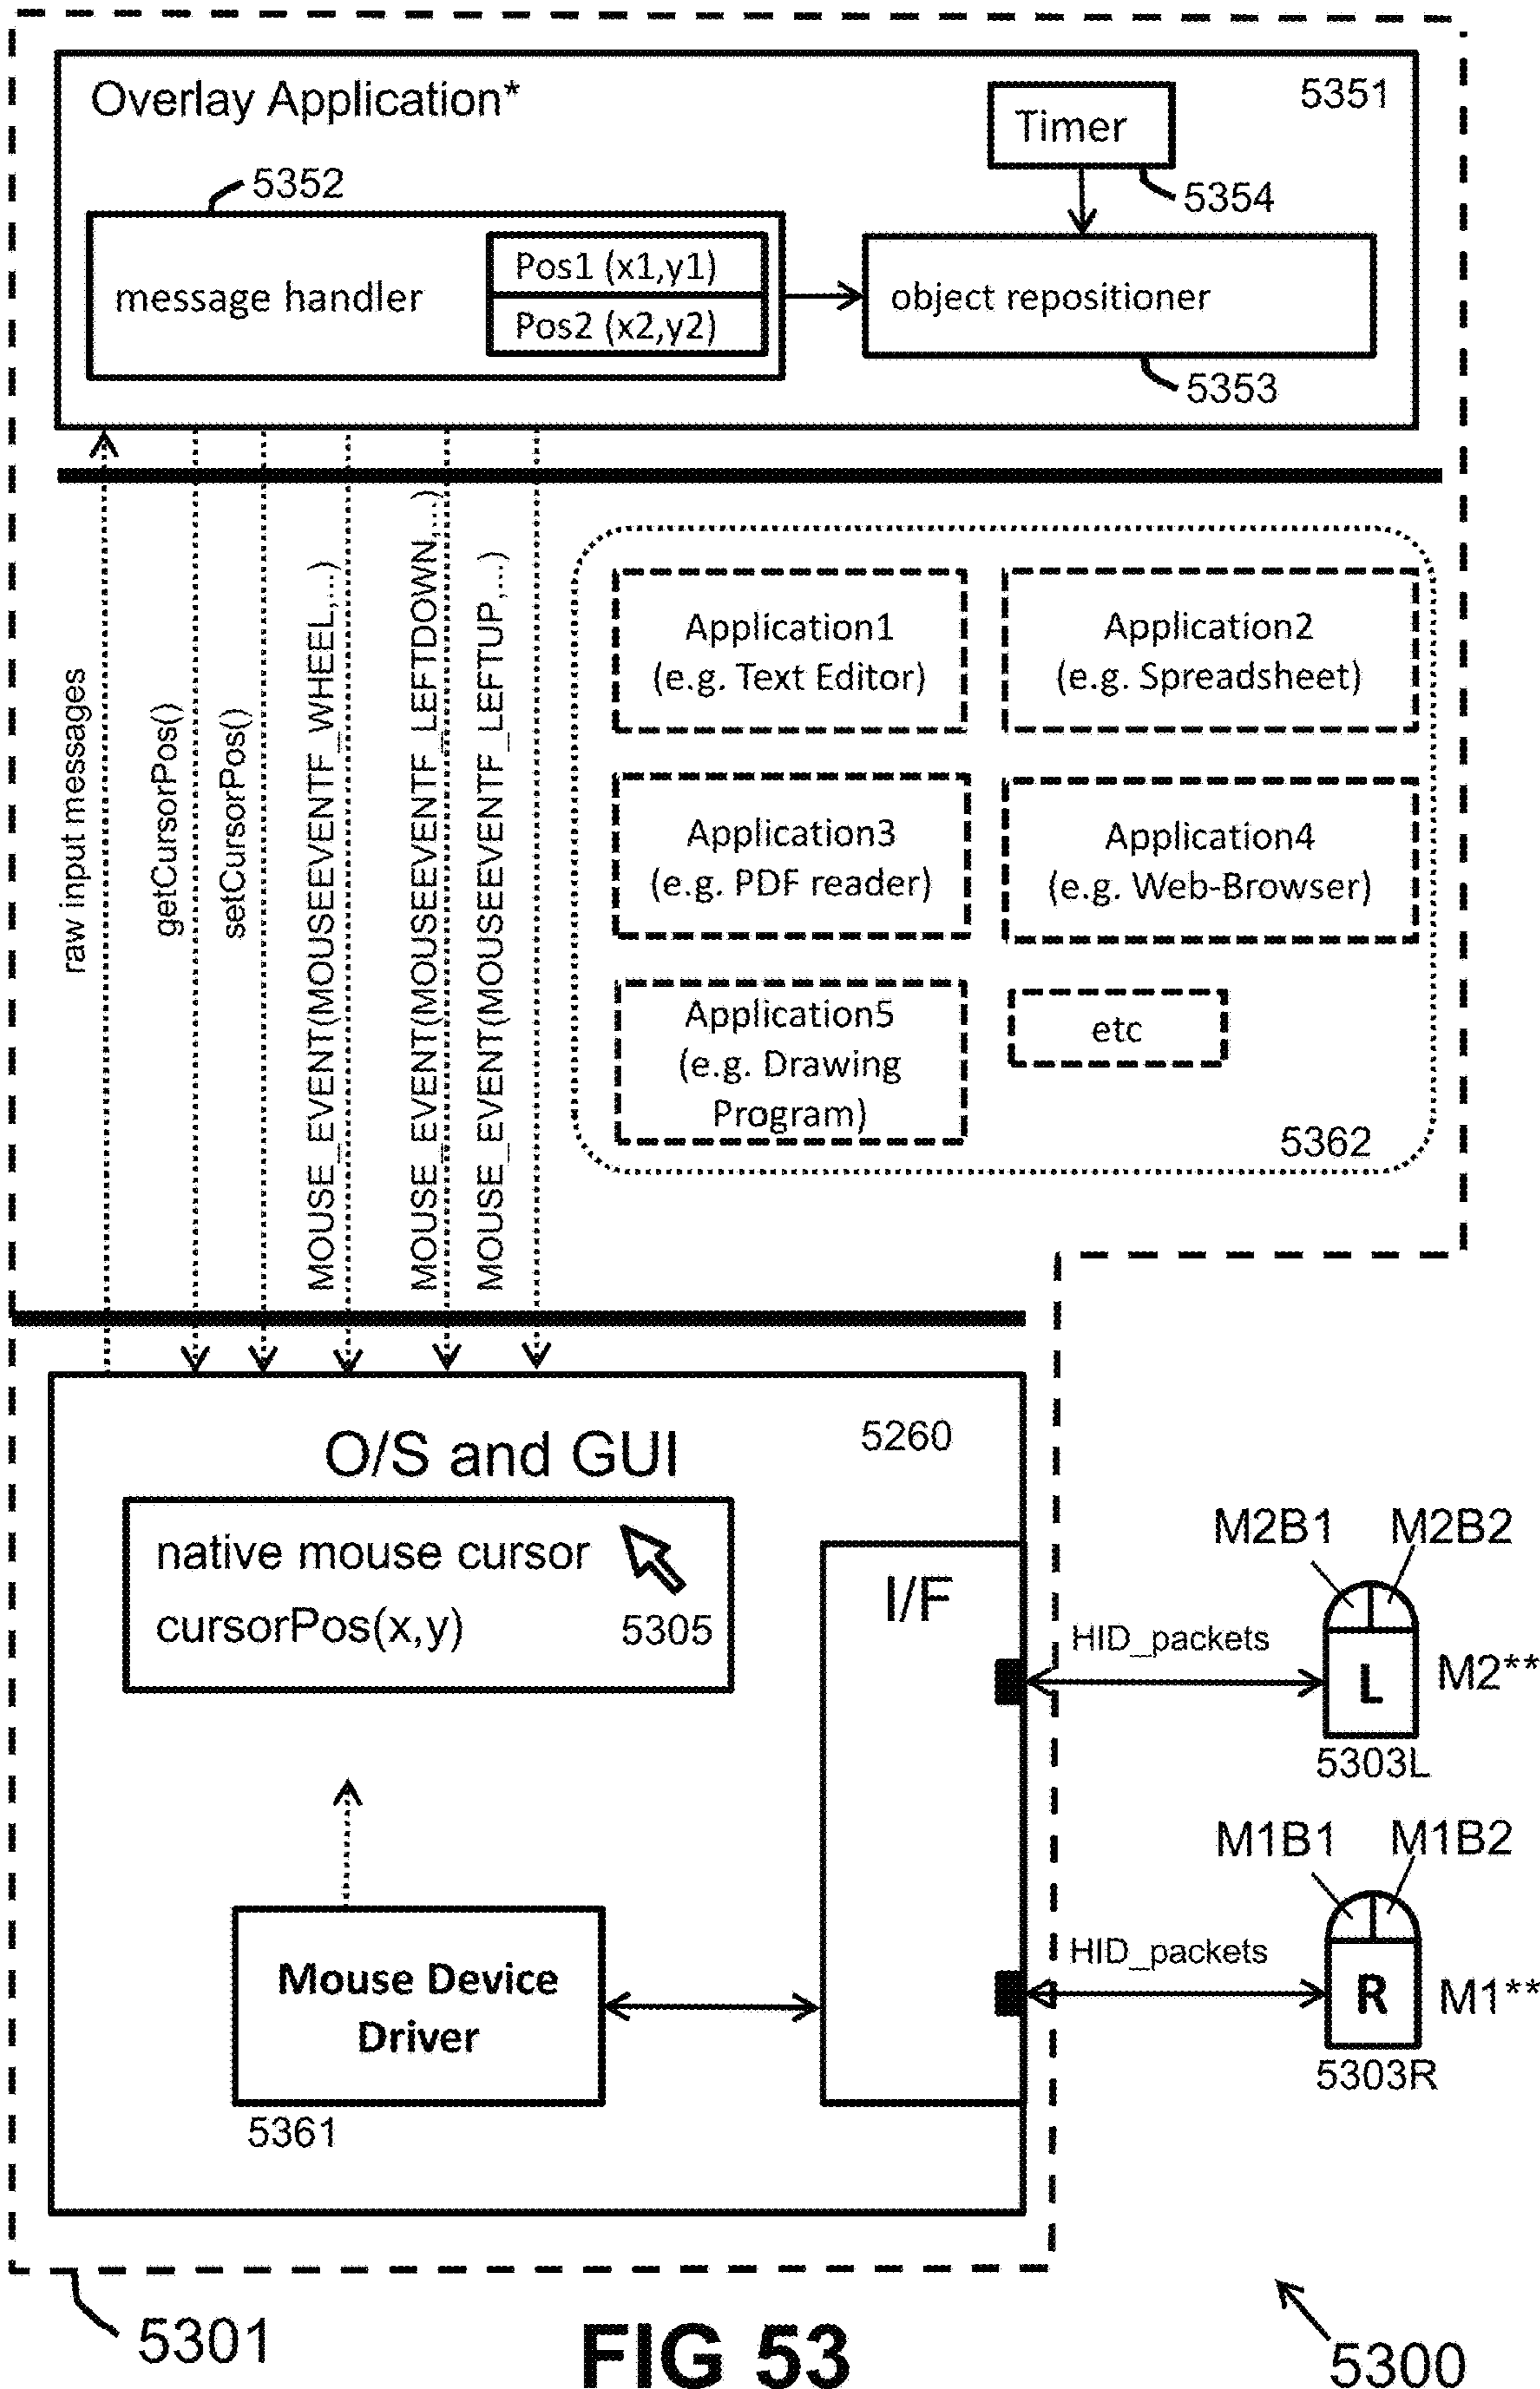 Overlay Application*
5351
Timer
5354
5352
message handler
Pos1 (x1,y1)
Pos2 (x2,y2)
object repositioner
5353
raw input messages
getCursorPos()
setCursorPos()
MOUSE_EVENT(MOUSEEVENTF_WHEEL,...)
MOUSE_EVENT(MOUSEEVENTF_LEFTDOWN,...)
MOUSE_EVENT(MOUSEEVENTF_LEFTUP,...)
Application1
(e.g. Text Editor)
Application2
(e.g. Spreadsheet)
Application3
(e.g. PDF reader)
Application4
(e.g. Web-Browser)
Application5
(e.g. Drawing
Program)
etc
5362
O/S and GUI
5260
native mouse cursor
cursorPos(x,y)
5305
I/F
Mouse Device
Driver
5361
HID_packets
M2B1
M2B2
L
M2**
5303L
HID_packets
M1B1
M1B2
R
M1**
5303R
5301
FIG 53
5300